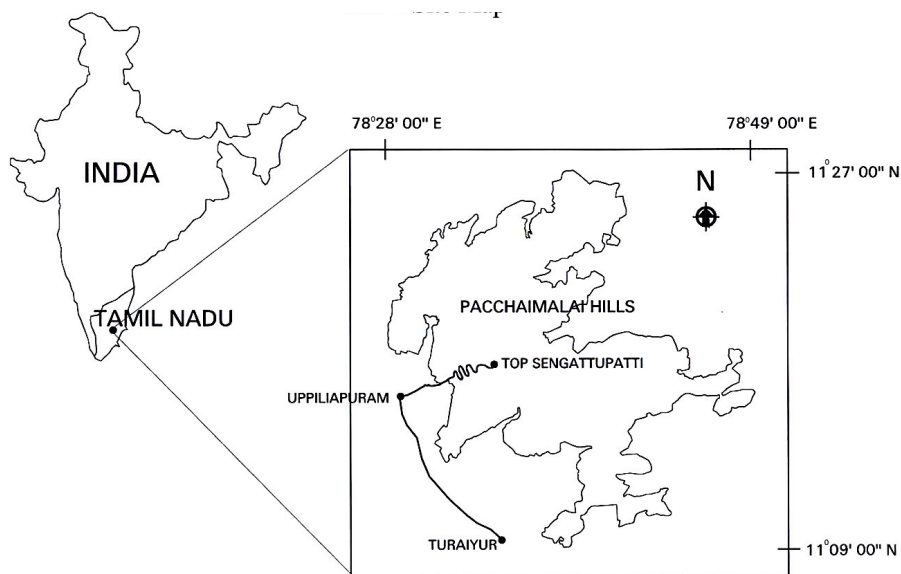 78°28' 00" E
78°49' 00" E
11°27' 00" N
INDIA
N
PACCHAIMALAI HILLS
TAMIL NADU
TOP SENGATTUPATTI
UPPILIAPURAM
TURAIYUR
11°09' 00" N